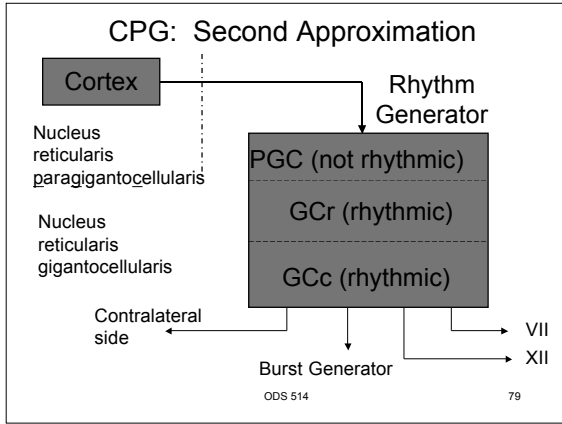 CPG: Second Approximation
Cortex
Rhythm
Generator
Nucleus
reticularis
paragigantocellularis
PGC (not rhythmic)
GCr (rhythmic)
Nucleus
reticularis
gigantocellularis
GCc (rhythmic)
Contralateral
side
Burst Generator
VII
XII
ODS 514
79